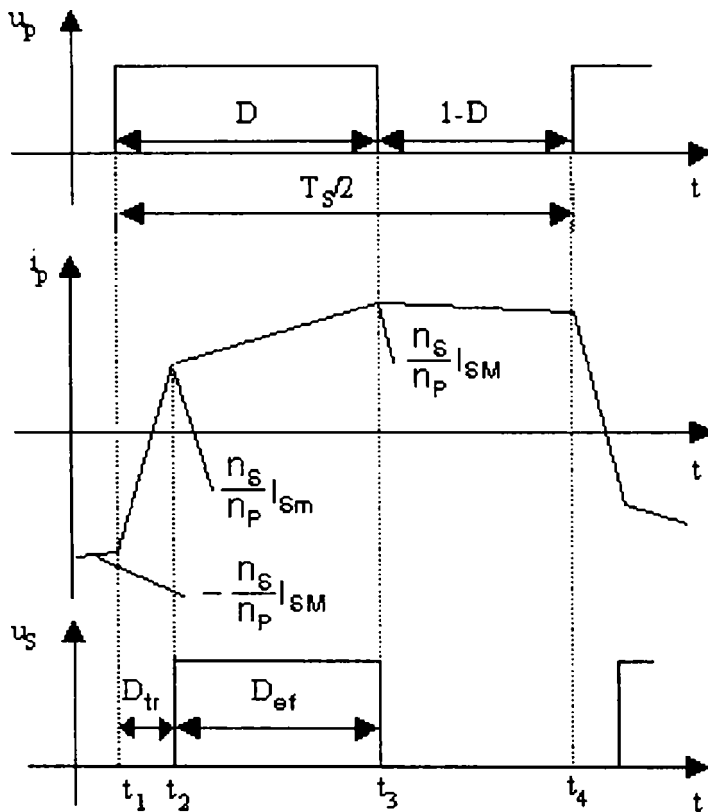 u_p
D
1-D
t
T_S/2
i_p
n_S/n_P I_SM
t
n_S/n_P I_Sm
- n_S/n_P I_SM
u_S
D_tr
D_ef
t_1 t_2 t_3 t_4 t